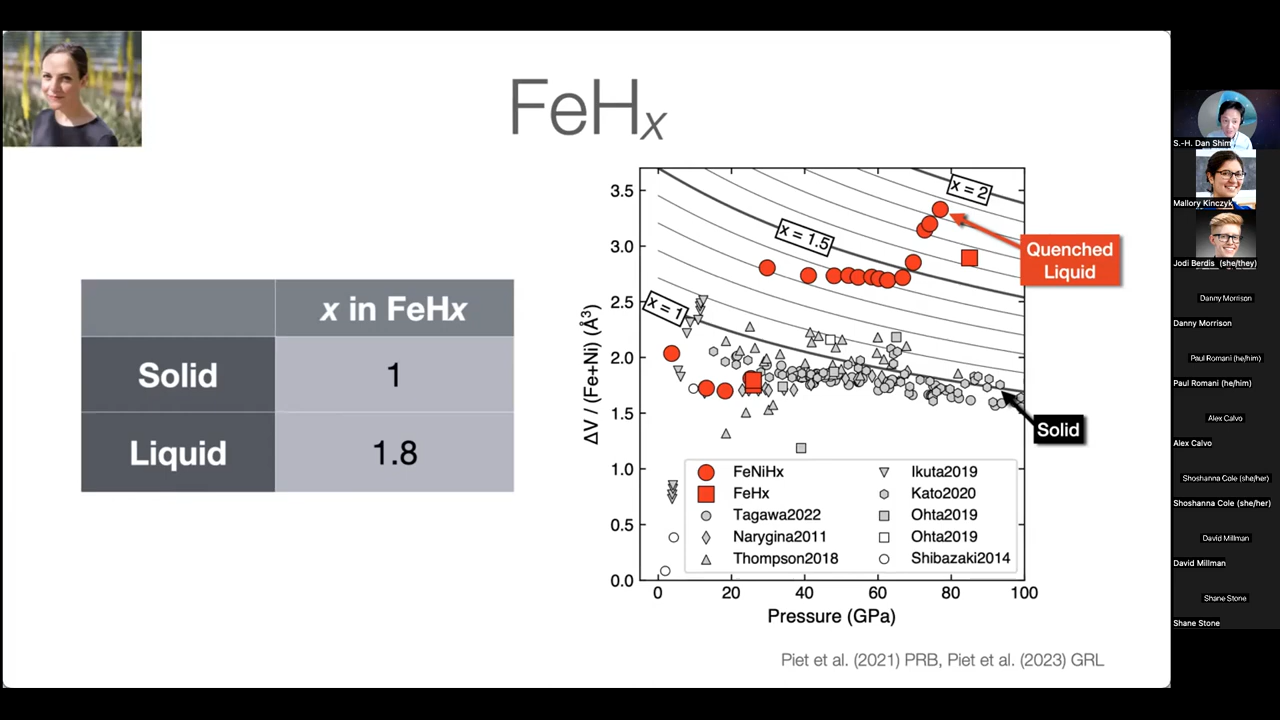 FeHx
x in FeHx
Solid
1
Liquid
1.8
3.5
3.0
2.5
2.0
1.5
1.0
0.5
0.0
ΔV / (Fe+Ni) (Å3)
x = 2
x = 1.5
x = 1
Quenched
Liquid
Solid
FeNiHx
FeHx
Tagawa2022
Narygina2011
Thompson2018
Ikuta2019
Kato2020
Ohta2019
Ohta2019
Shibazaki2014
0 20 40 60 80 100
Pressure (GPa)
Piet et al. (2021) PRB, Piet et al. (2023) GRL
S.-H. Dan Shim
Mallory Kinczyk
Jodi Berdis (she/they)
Danny Morrison
Danny Morrison
Paul Romani (he/him)
Paul Romani (he/him)
Alex Calvo
Alex Calvo
Shoshanna Cole (she/her)
Shoshanna Cole (she/her)
David Millman
David Millman
Shane Stone
Shane Stone